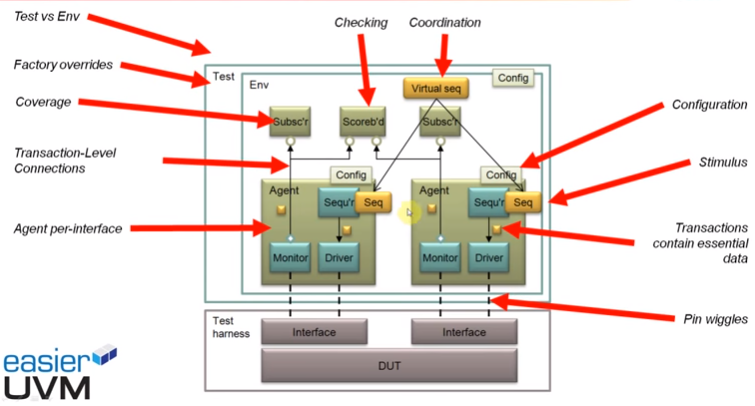 Test vs Env
Checking
Coordination
Factory overrides
Test
Env
Config
Virtual seq
Coverage
Subsc'r
Scoreb'd
Subsc'r
Configuration
Transaction-Level
Connections
Config
Config
Stimulus
Agent
Sequ'r
Seq
Agent
Sequ'r
Seq
Agent per-interface
Transactions
contain essential
data
Monitor
Driver
Monitor
Driver
Pin wiggles
Test
harness
Interface
Interface
DUT
easier
UVM